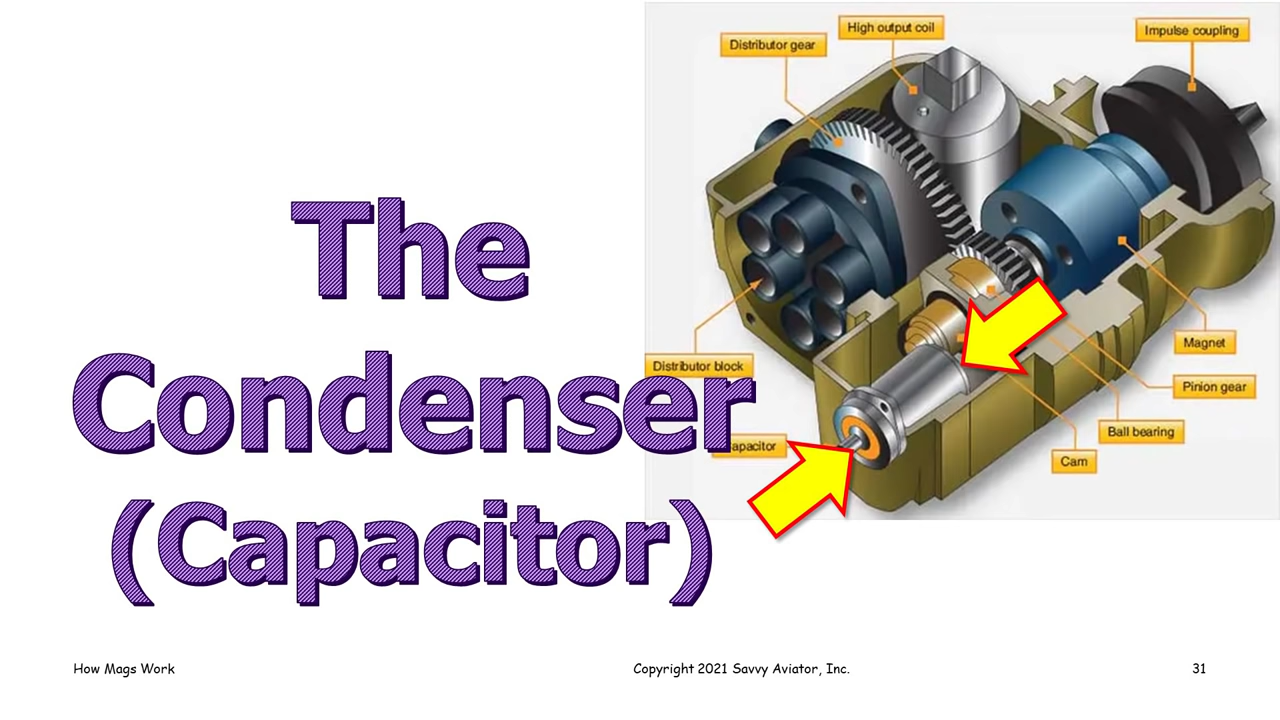 The
Condenser
(Capacitor)
Distributor gear
High output coil
Impulse coupling
Distributor block
Magnet
Pinion gear
Ball bearing
Cam
apacitor
How Mags Work
Copyright 2021 Savvy Aviator, Inc.
31